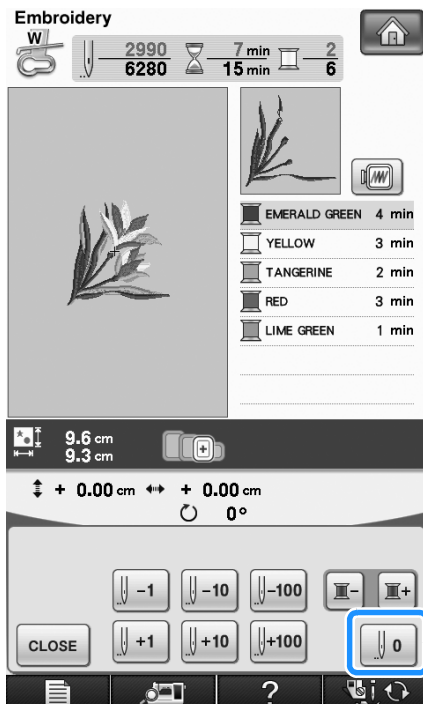 Embroidery
W
2990 7 min 2
6280 15 min 6
EMERALD GREEN 4 min
YELLOW 3 min
TANGERINE 2 min
RED 3 min
LIME GREEN 1 min
9.6 cm
9.3 cm
+ 0.00 cm + 0.00 cm
0°
-1 -10 -100 - +
CLOSE +1 +10 +100 0
?